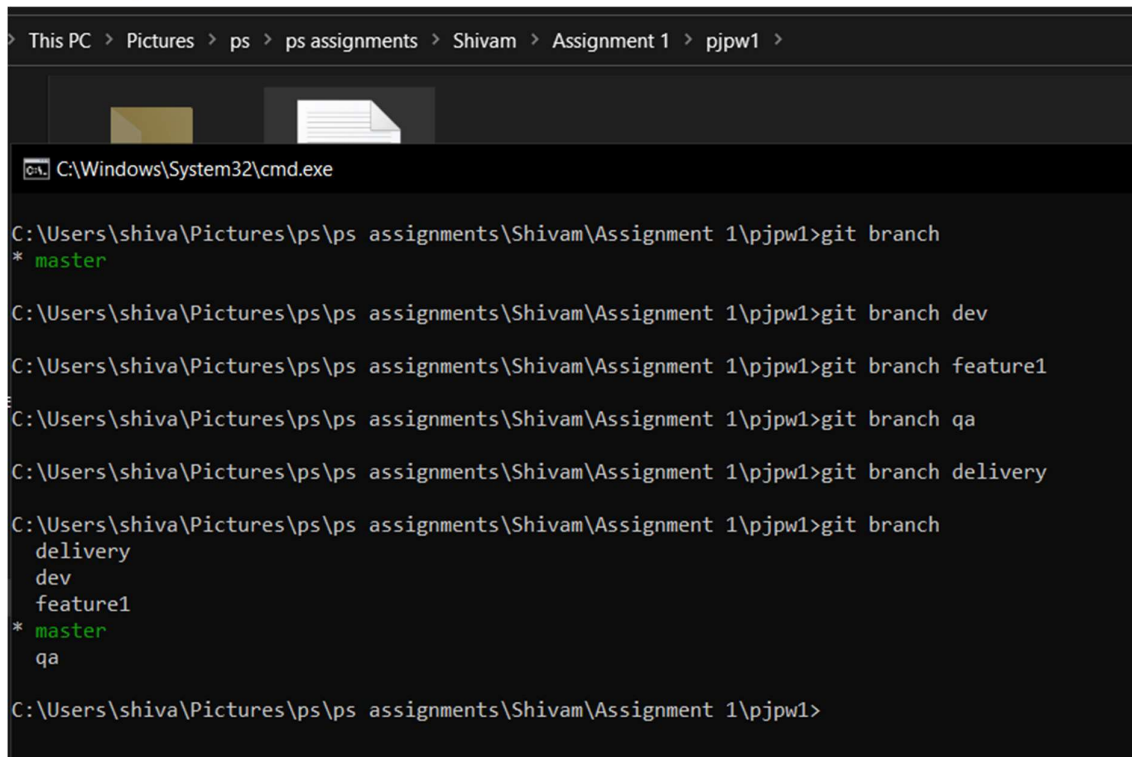 This PC > Pictures > ps > ps assignments > Shivam > Assignment 1 > pjpw1 >
C:\Windows\System32\cmd.exe
C:\Users\shiva\Pictures\ps\ps assignments\Shivam\Assignment 1\pjpw1>git branch
* master
C:\Users\shiva\Pictures\ps\ps assignments\Shivam\Assignment 1\pjpw1>git branch dev
C:\Users\shiva\Pictures\ps\ps assignments\Shivam\Assignment 1\pjpw1>git branch feature1
C:\Users\shiva\Pictures\ps\ps assignments\Shivam\Assignment 1\pjpw1>git branch qa
C:\Users\shiva\Pictures\ps\ps assignments\Shivam\Assignment 1\pjpw1>git branch delivery
C:\Users\shiva\Pictures\ps\ps assignments\Shivam\Assignment 1\pjpw1>git branch
  delivery
  dev
  feature1
* master
  qa
C:\Users\shiva\Pictures\ps\ps assignments\Shivam\Assignment 1\pjpw1>